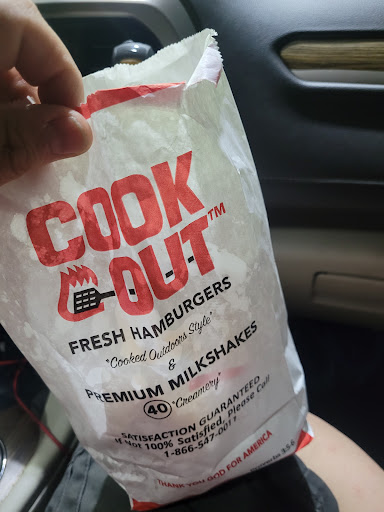 COOK
OUT™
FRESH HAMBURGERS
"Cooked Outdoors Style"
&
PREMIUM MILKSHAKES
40 "Creamery"
SATISFACTION GUARANTEED
If Not 100% Satisfied, Please Call
1-866-547-0011
THANK YOU GOD FOR AMERICA